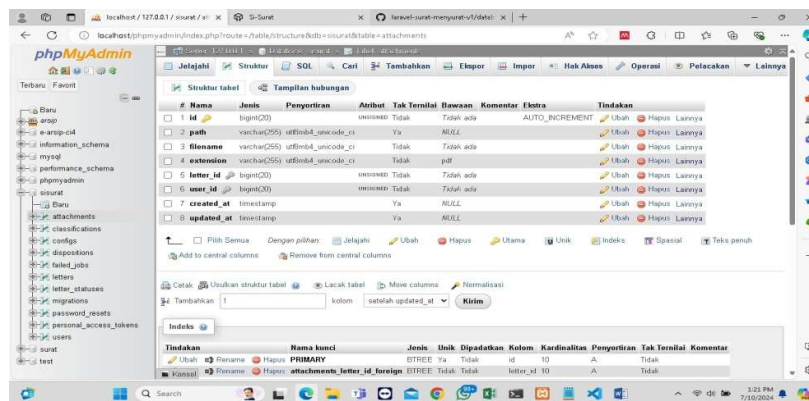 localhost / 127.0.0.1 / sisurat / at
Si-Surat
laravel-surat-menyurat-v1/datab
localhost/phpmyadmin/index.php?route=/table/structure&db=sisurat&table=attachments
phpMyAdmin
Terbaru Favorit
Baru
arsip
e-arsip-ci4
information_schema
mysql
performance_schema
phpmyadmin
sisurat
Baru
attachments
classifications
configs
dispositions
failed_jobs
letters
letter_statuses
migrations
password_resets
personal_access_tokens
users
surat
test
Jelajahi Struktur SQL Cari Tambahkan Ekspor Impor Hak Akses Operasi Pelacakan Lainnya
Struktur tabel Tampilan hubungan
# Nama Jenis Penyortiran Atribut Tak Ternilai Bawaan Komentar Ekstra Tindakan
1 id bigint(20) UNSIGNED Tidak Tidak ada AUTO_INCREMENT Ubah Hapus Lainnya
2 path varchar(255) utf8mb4_unicode_ci Ya NULL Ubah Hapus Lainnya
3 filename varchar(255) utf8mb4_unicode_ci Tidak Tidak ada Ubah Hapus Lainnya
4 extension varchar(255) utf8mb4_unicode_ci Tidak pdf Ubah Hapus Lainnya
5 letter_id bigint(20) UNSIGNED Tidak Tidak ada Ubah Hapus Lainnya
6 user_id bigint(20) UNSIGNED Tidak Tidak ada Ubah Hapus Lainnya
7 created_at timestamp Ya NULL Ubah Hapus Lainnya
8 updated_at timestamp Ya NULL Ubah Hapus Lainnya
Pilih Semua Dengan pilihan: Jelajahi Ubah Hapus Utama Unik Indeks Spasial Teks penuh
Add to central columns Remove from central columns
Cetak Usulkan struktur tabel Lacak tabel Move columns Normalisasi
Tambahkan 1 kolom setelah updated_at Kirim
Indeks
Tindakan Nama kunci Jenis Unik Dipadatkan Kolom Kardinalitas Penyortiran Tak Ternilai Komentar
Ubah Rename Hapus PRIMARY BTREE Ya Tidak id 10 A Tidak
Konsol Rename Hapus attachments_letter_id_foreign BTREE Tidak Tidak letter_id 10 A Tidak
Search
99+
1:21 PM
7/10/2024